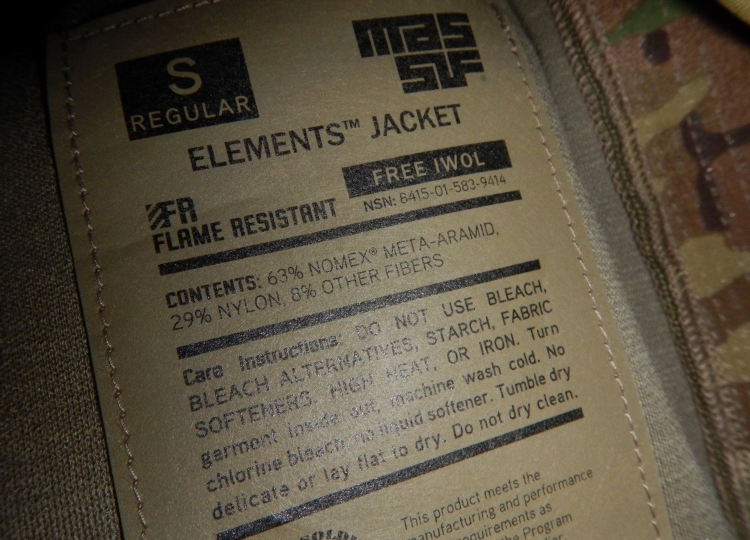 S
REGULAR
massif®
ELEMENTS™ JACKET
FREE IWOL
NSN: 8415-01-583-9414
FR
FLAME RESISTANT
CONTENTS: 63% NOMEX® META-ARAMID,
29% NYLON, 8% OTHER FIBERS
Care Instructions: DO NOT USE BLEACH,
BLEACH ALTERNATIVES, STARCH, FABRIC
SOFTENERS, HIGH HEAT, OR IRON. Turn
garment inside out, machine wash cold. No
chlorine bleach, no liquid softener. Tumble dry
delicate or lay flat to dry. Do not dry clean.
This product meets the
manufacturing and performance
requirements as
the Program